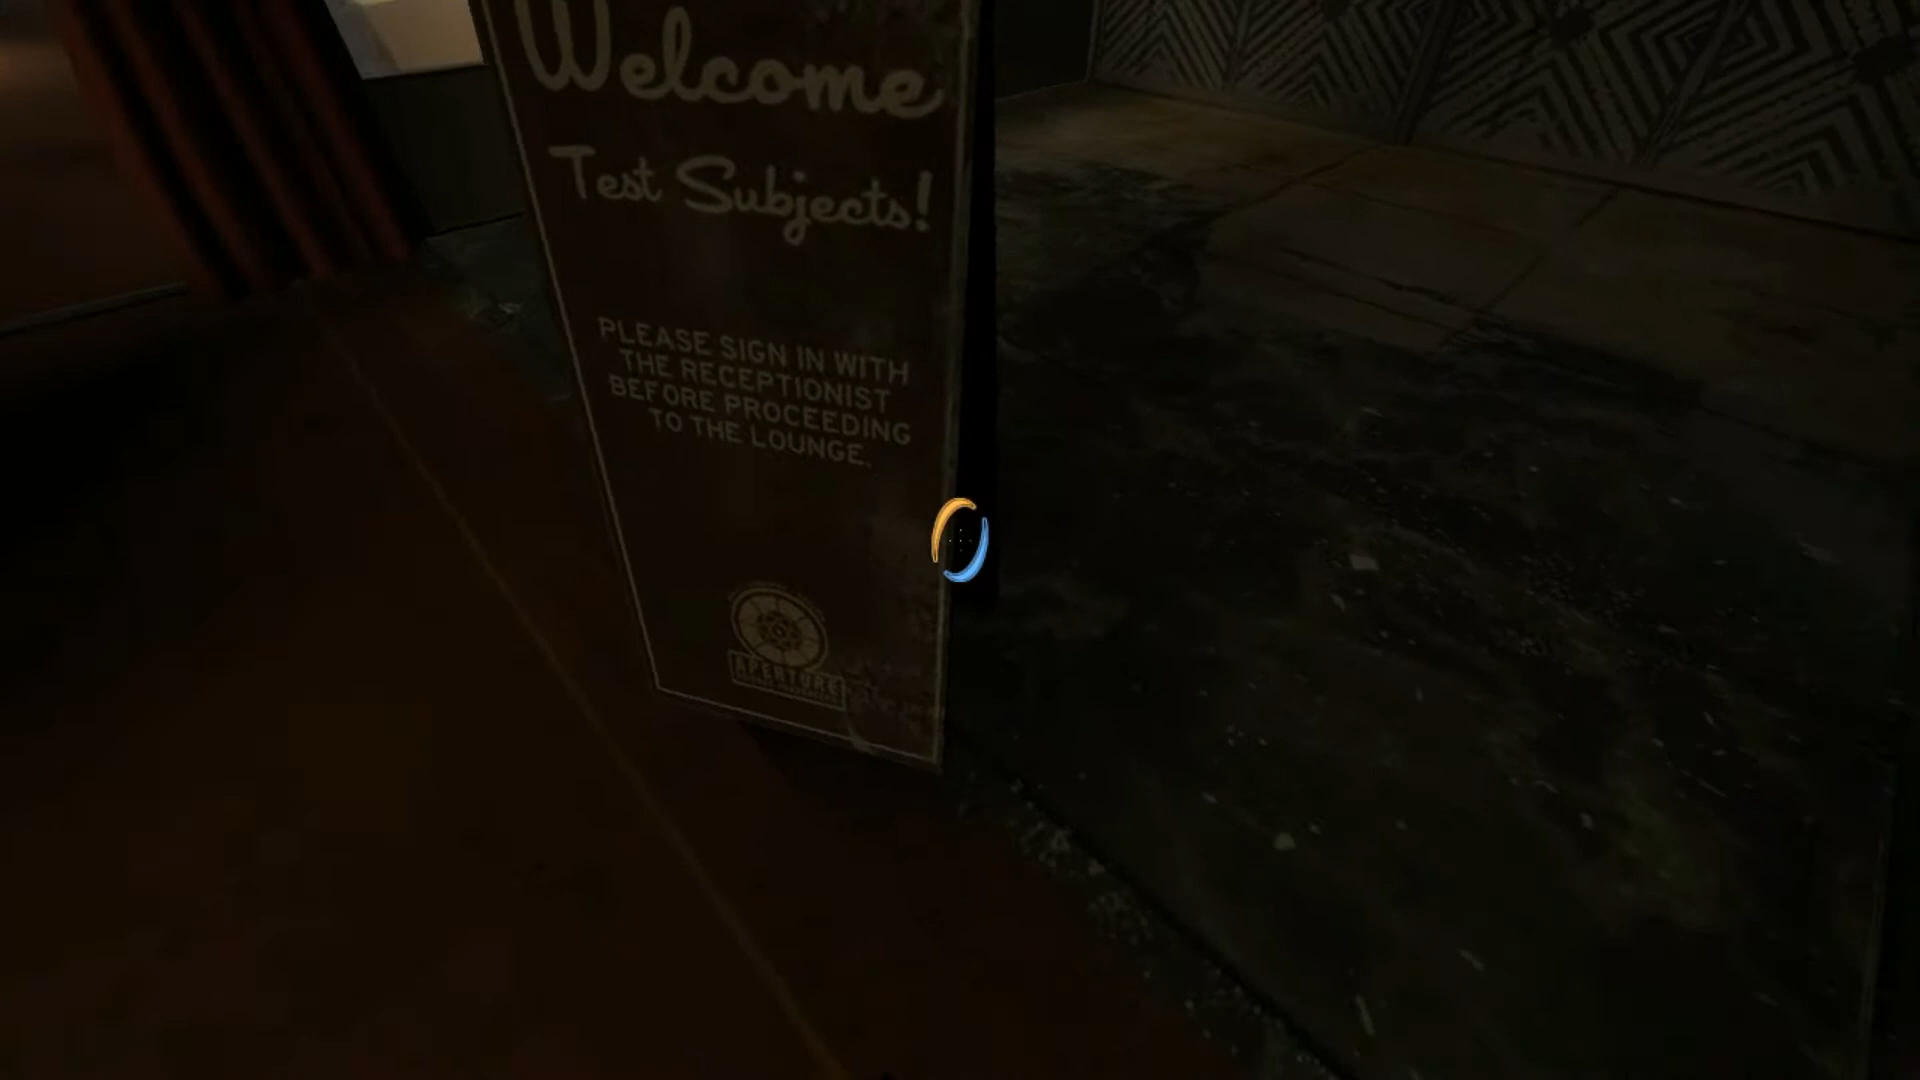 Welcome
Test Subjects!
PLEASE SIGN IN WITH
THE RECEPTIONIST
BEFORE PROCEEDING
TO THE LOUNGE.
APERTURE